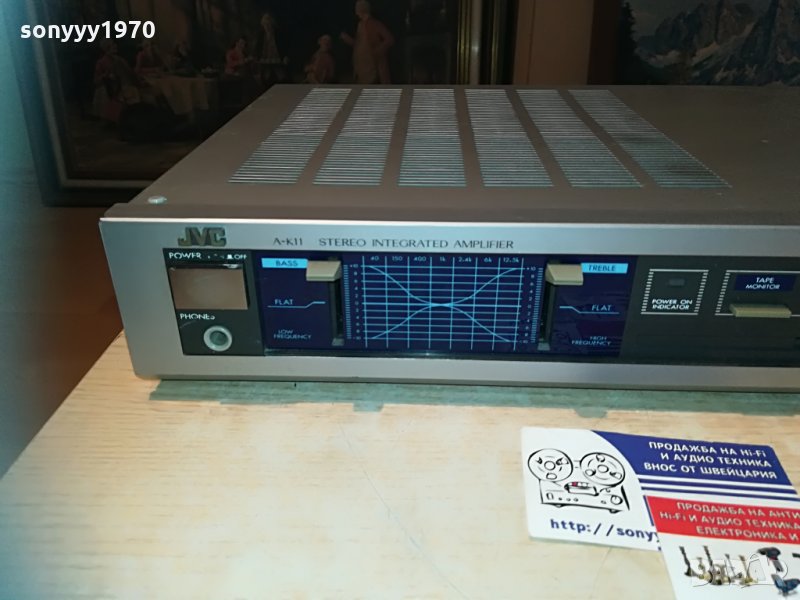 sonyyy1970
JVC
A-K11 STEREO INTEGRATED AMPLIFIER
POWER OFF
BASS
40 150 400 1k 2.4k 6k 12.5k
TREBLE
FLAT
FLAT
LOW FREQUENCY
HIGH FREQUENCY
PHONES
POWER ON INDICATOR
TAPE MONITOR
ПРОДАЖБА НА Hi-Fi
И АУДИО ТЕХНИКА
ВНОС ОТ ШВЕЙЦАРИЯ
http://sonyy
ПРОДАЖБА НА АНТИ
Hi-Fi И АУДИО ТЕХНИКА
ЕЛЕКТРОНИКА И